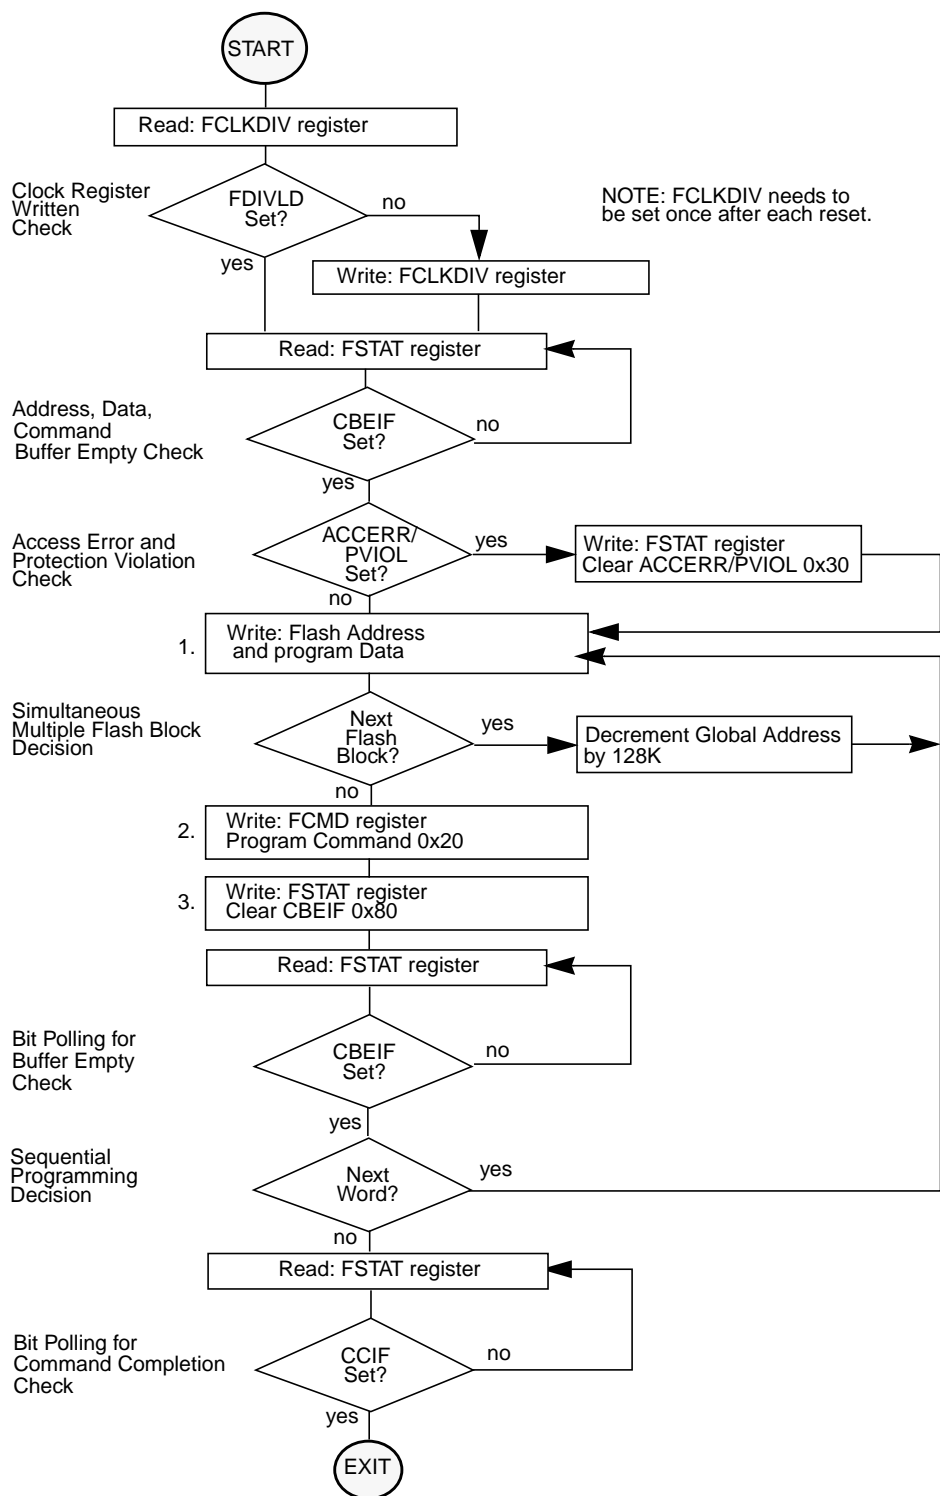 START
Read: FCLKDIV register
Clock Register
Written
Check
FDIVLD
Set?
no
yes
NOTE: FCLKDIV needs to
be set once after each reset.
Write: FCLKDIV register
Read: FSTAT register
Address, Data,
Command
Buffer Empty Check
CBEIF
Set?
no
yes
Access Error and
Protection Violation
Check
ACCERR/
PVIOL
Set?
yes
no
Write: FSTAT register
Clear ACCERR/PVIOL 0x30
1.
Write: Flash Address
and program Data
Simultaneous
Multiple Flash Block
Decision
Next
Flash
Block?
yes
no
Decrement Global Address
by 128K
2.
Write: FCMD register
Program Command 0x20
3.
Write: FSTAT register
Clear CBEIF 0x80
Read: FSTAT register
Bit Polling for
Buffer Empty
Check
CBEIF
Set?
no
yes
Sequential
Programming
Decision
Next
Word?
yes
no
Read: FSTAT register
Bit Polling for
Command Completion
Check
CCIF
Set?
no
yes
EXIT